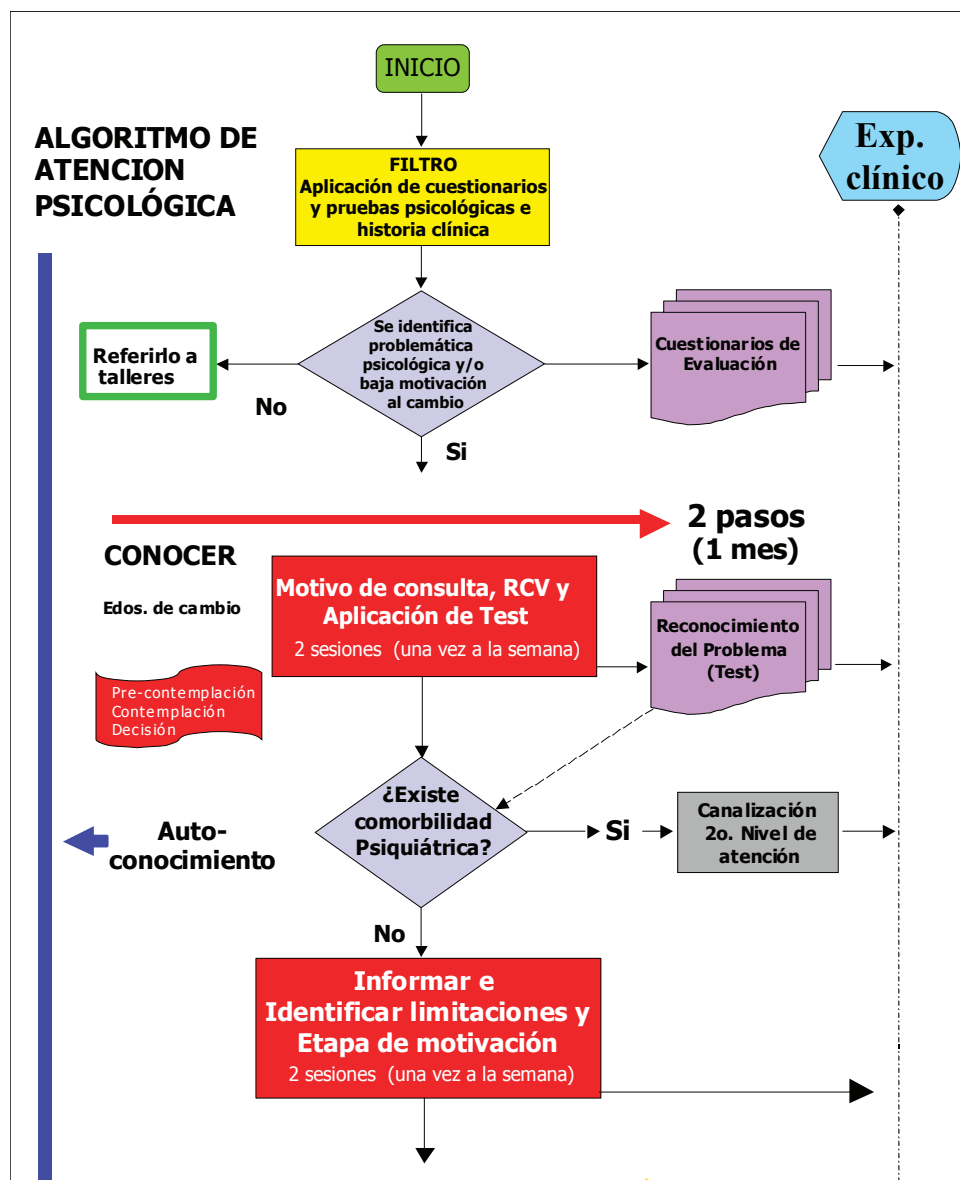 INICIO
ALGORITMO DE
ATENCION
PSICOLÓGICA
Exp.
clínico
FILTRO
Aplicación de cuestionarios
y pruebas psicológicas e
historia clínica
Se identifica
problemática
psicológica y/o
baja motivación
al cambio
Referirlo a
talleres
No
Si
Cuestionarios de
Evaluación
2 pasos
(1 mes)
CONOCER
Edos. de cambio
Motivo de consulta, RCV y
Aplicación de Test
2 sesiones (una vez a la semana)
Reconocimiento
del Problema
(Test)
Pre-contemplación
Contemplación
Decisión
¿Existe
comorbilidad
Psiquiátrica?
Auto-
conocimiento
Si
Canalización
2o. Nivel de
atención
No
Informar e
Identificar limitaciones y
Etapa de motivación
2 sesiones (una vez a la semana)